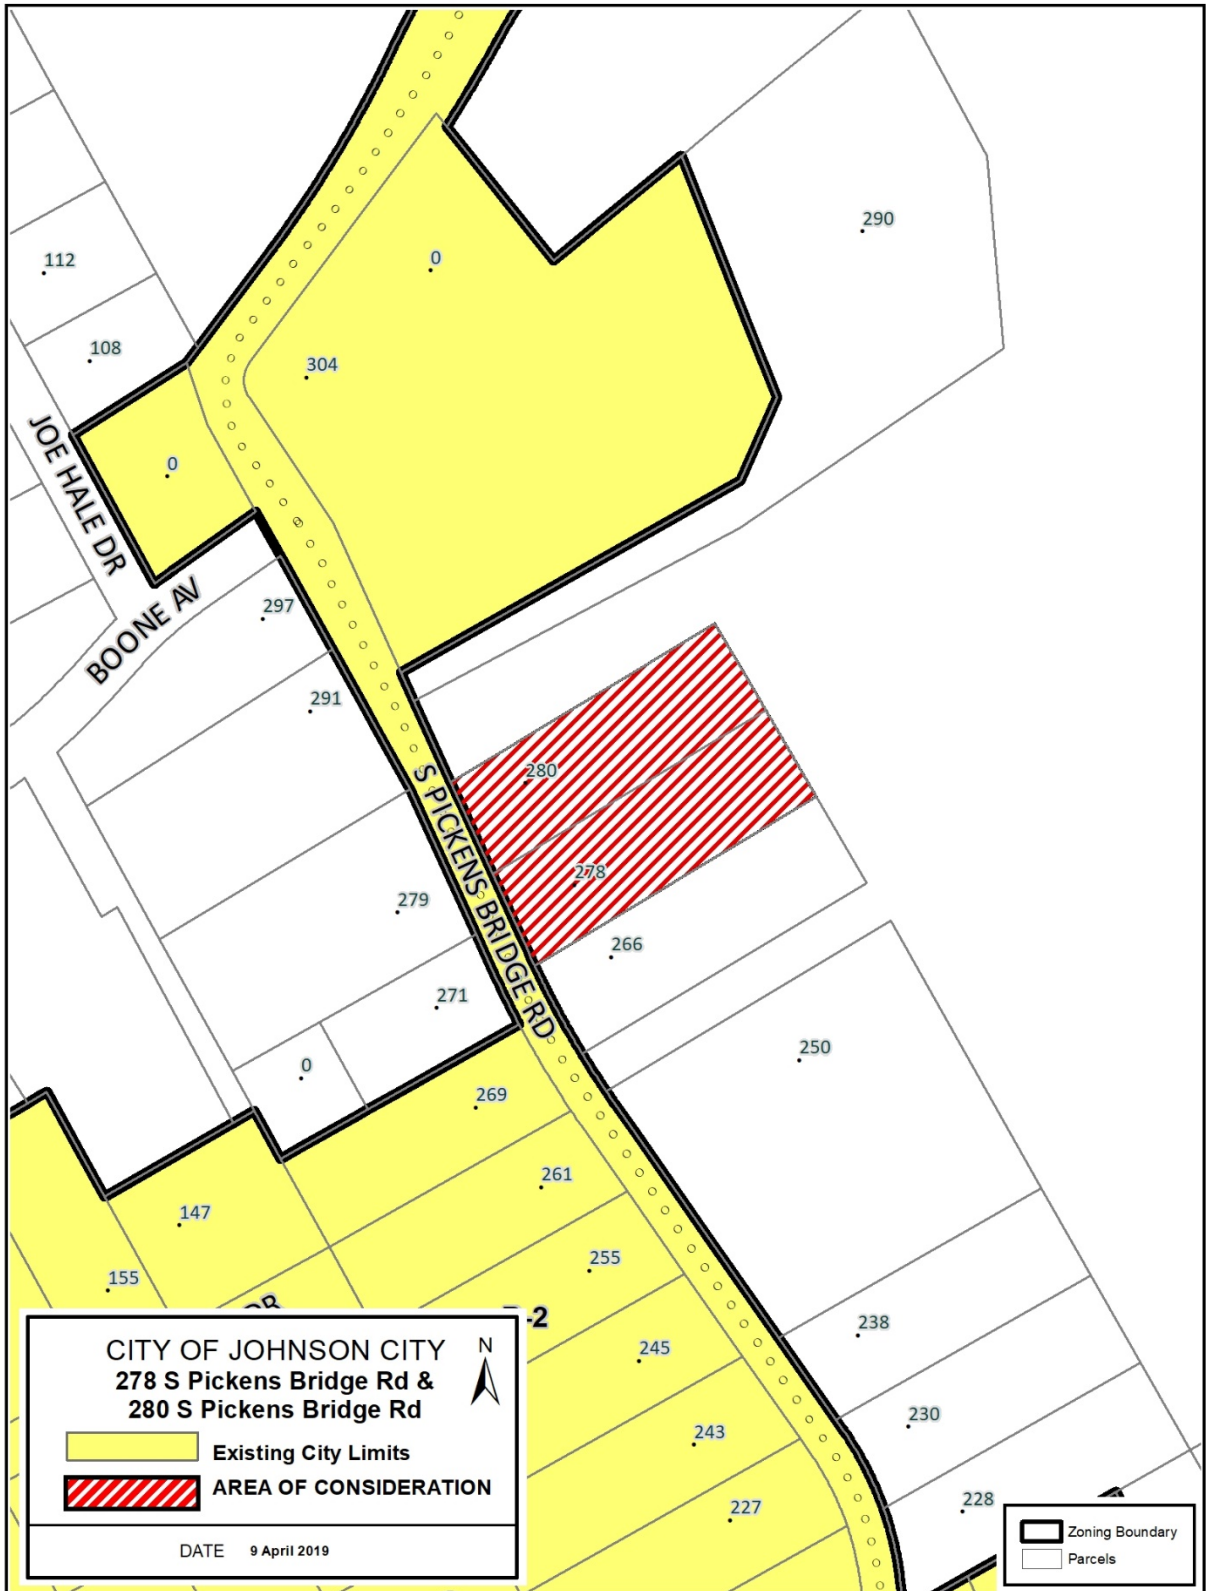 290
112
0
108
304
JOE HALE DR
0
BOONE AV
297
291
S PICKENS BRIDGE RD
280
278
279
266
271
0
250
269
261
147
255
155
DR
-2
238
245
230
243
227
228
CITY OF JOHNSON CITY
N
278 S Pickens Bridge Rd &
280 S Pickens Bridge Rd
Existing City Limits
AREA OF CONSIDERATION
DATE 9 April 2019
Zoning Boundary
Parcels